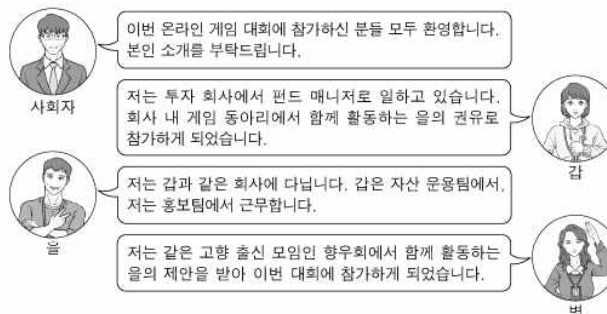 이번 온라인 게임 대회에 참가하신 분들 모두 환영합니다.
본인 소개를 부탁드립니다.
사회자
저는 투자 회사에서 펀드 매니저로 일하고 있습니다.
회사 내 게임 동아리에서 함께 활동하는 을의 권유로
참가하게 되었습니다.
갑
저는 갑과 같은 회사에 다닙니다. 갑은 자산 운용팀에서,
저는 홍보팀에서 근무합니다.
을
저는 같은 고향 출신 모임인 향우회에서 함께 활동하는
을의 제안을 받아 이번 대회에 참가하게 되었습니다.
병